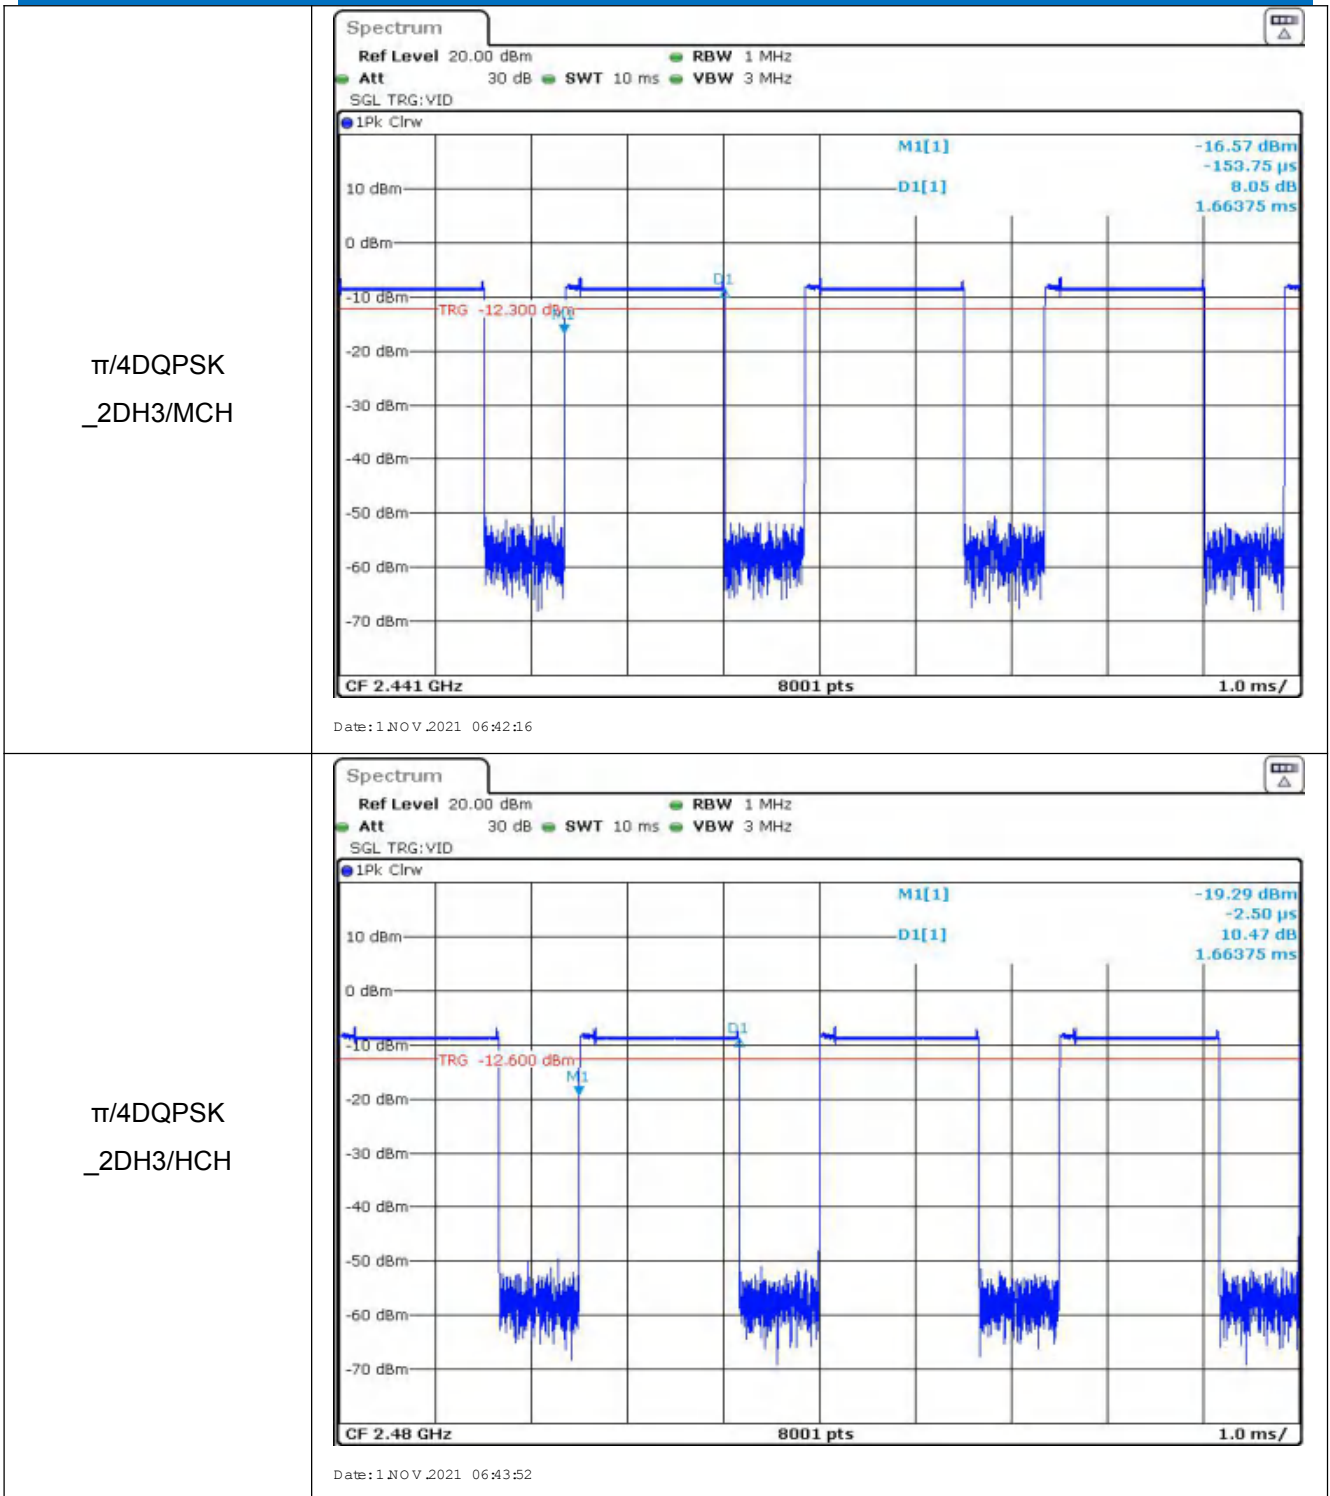 π/4DQPSK
_2DH3/MCH
Spectrum
Ref Level 20.00 dBm RBW 1 MHz
Att 30 dB SWT 10 ms VBW 3 MHz
SGL TRG:VID
1Pk Clrw
M1[1] -16.57 dBm
-153.75 µs
10 dBm D1[1] 8.05 dB
1.66375 ms
0 dBm
D1
-10 dBm
TRG -12.300 dBm
M1
-20 dBm
-30 dBm
-40 dBm
-50 dBm
-60 dBm
-70 dBm
CF 2.441 GHz 8001 pts 1.0 ms/
Date: 1.NOV.2021 06:42:16
π/4DQPSK
_2DH3/HCH
Spectrum
Ref Level 20.00 dBm RBW 1 MHz
Att 30 dB SWT 10 ms VBW 3 MHz
SGL TRG:VID
1Pk Clrw
M1[1] -19.29 dBm
-2.50 µs
10 dBm D1[1] 10.47 dB
1.66375 ms
0 dBm
D1
-10 dBm
TRG -12.600 dBm
M1
-20 dBm
-30 dBm
-40 dBm
-50 dBm
-60 dBm
-70 dBm
CF 2.48 GHz 8001 pts 1.0 ms/
Date: 1.NOV.2021 06:43:52